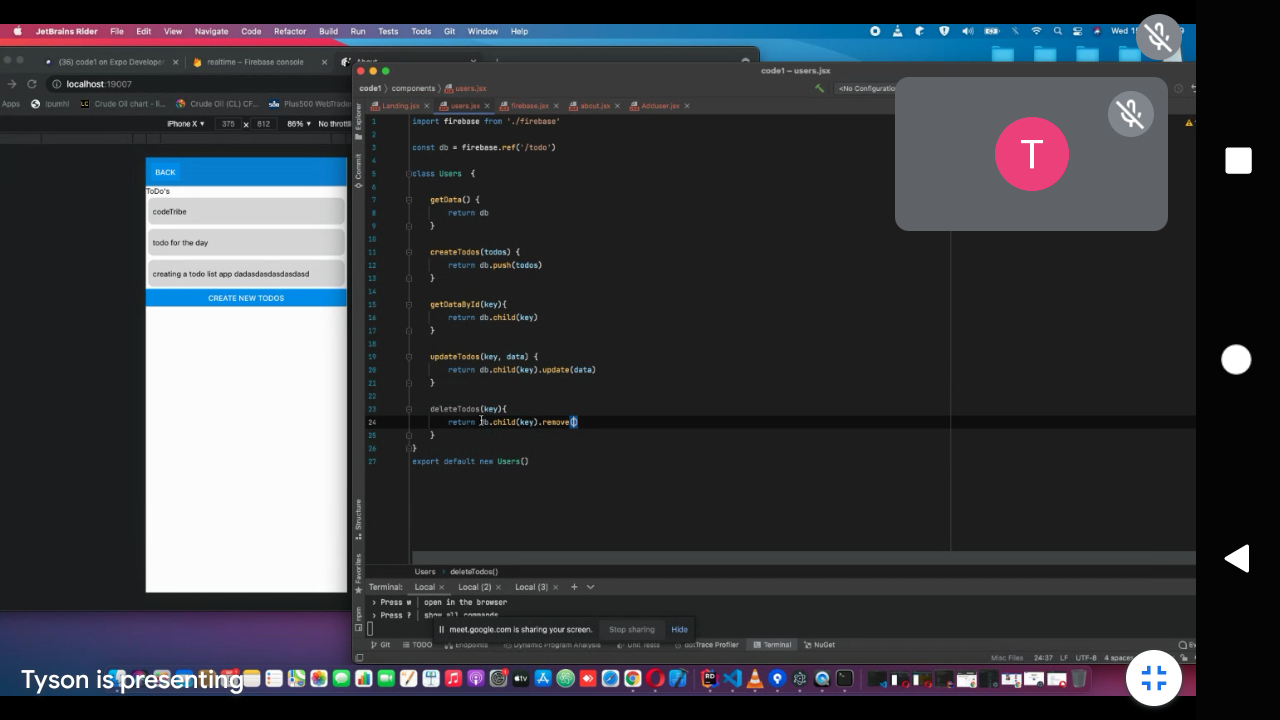 JetBrains Rider File Edit View Navigate Code Refactor Build Run Tests Tools Git Window Help
(36) code1 on Expo Developer
realtime – Firebase console
code1 – users.jsx
localhost:19007
code1 components users.jsx
<No Configuration
Apps Ipumhl Crude Oil chart - li... Crude Oil (CL) CF... Plus500 WebTrader
Landing.jsx users.jsx firebase.jsx about.jsx Adduser.jsx
iPhone X 375 x 812 86% No throttl
Explorer
Commit
1 import firebase from './firebase'
2
3 const db = firebase.ref('/todo')
4
5 class Users {
6
7 getData() {
8 return db
9 }
10
11 createTodos(todos) {
12 return db.push(todos)
13 }
14
15 getDataById(key){
16 return db.child(key)
17 }
18
19 updateTodos(key, data) {
20 return db.child(key).update(data)
21 }
22
23 deleteTodos(key){
24 return db.child(key).remove()
25 }
26 }
27 export default new Users()
BACK
ToDo's
codeTribe
todo for the day
creating a todo list app dadasdasdasdasdasd
CREATE NEW TODOS
T
Structure
Favorites
npm
Users deleteTodos()
Terminal: Local Local (2) Local (3)
› Press w | open in the browser
› Press ? | show all commands
meet.google.com is sharing your screen. Stop sharing Hide
Git TODO Endpoints Dynamic Program Analysis Unit Tests dotTrace Profiler Terminal NuGet
Misc Files 24:37 LF UTF-8 4 spaces
Tyson is presenting